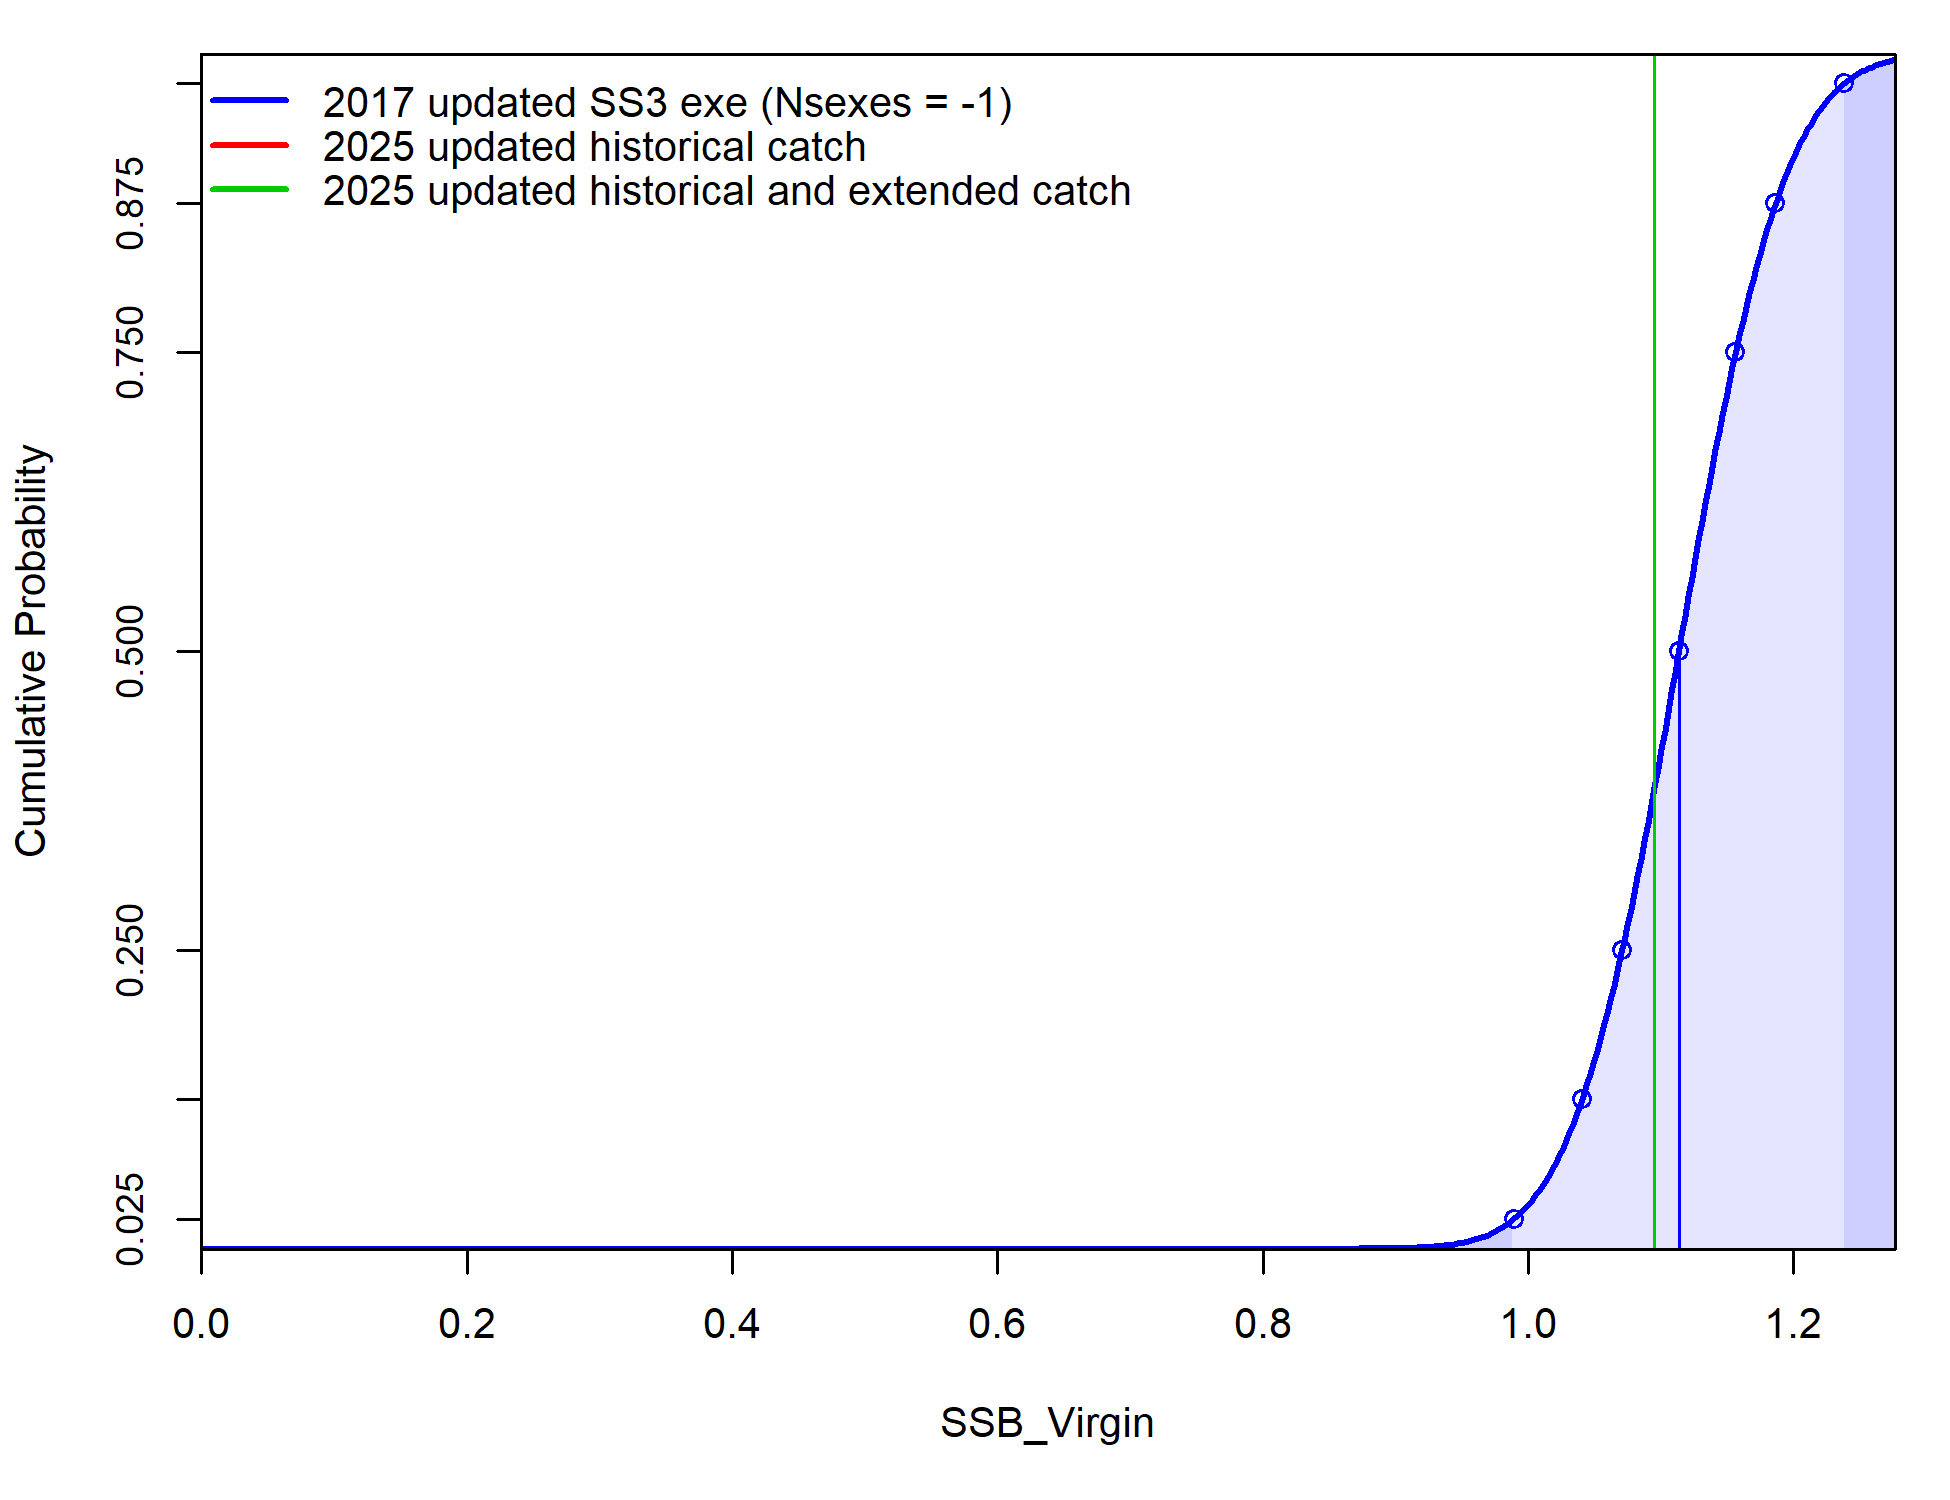 2017 updated SS3 exe (Nsexes = -1)
2025 updated historical catch
2025 updated historical and extended catch
Cumulative Probability
0.875
0.750
0.500
0.250
0.025
0.0 0.2 0.4 0.6 0.8 1.0 1.2
SSB_Virgin